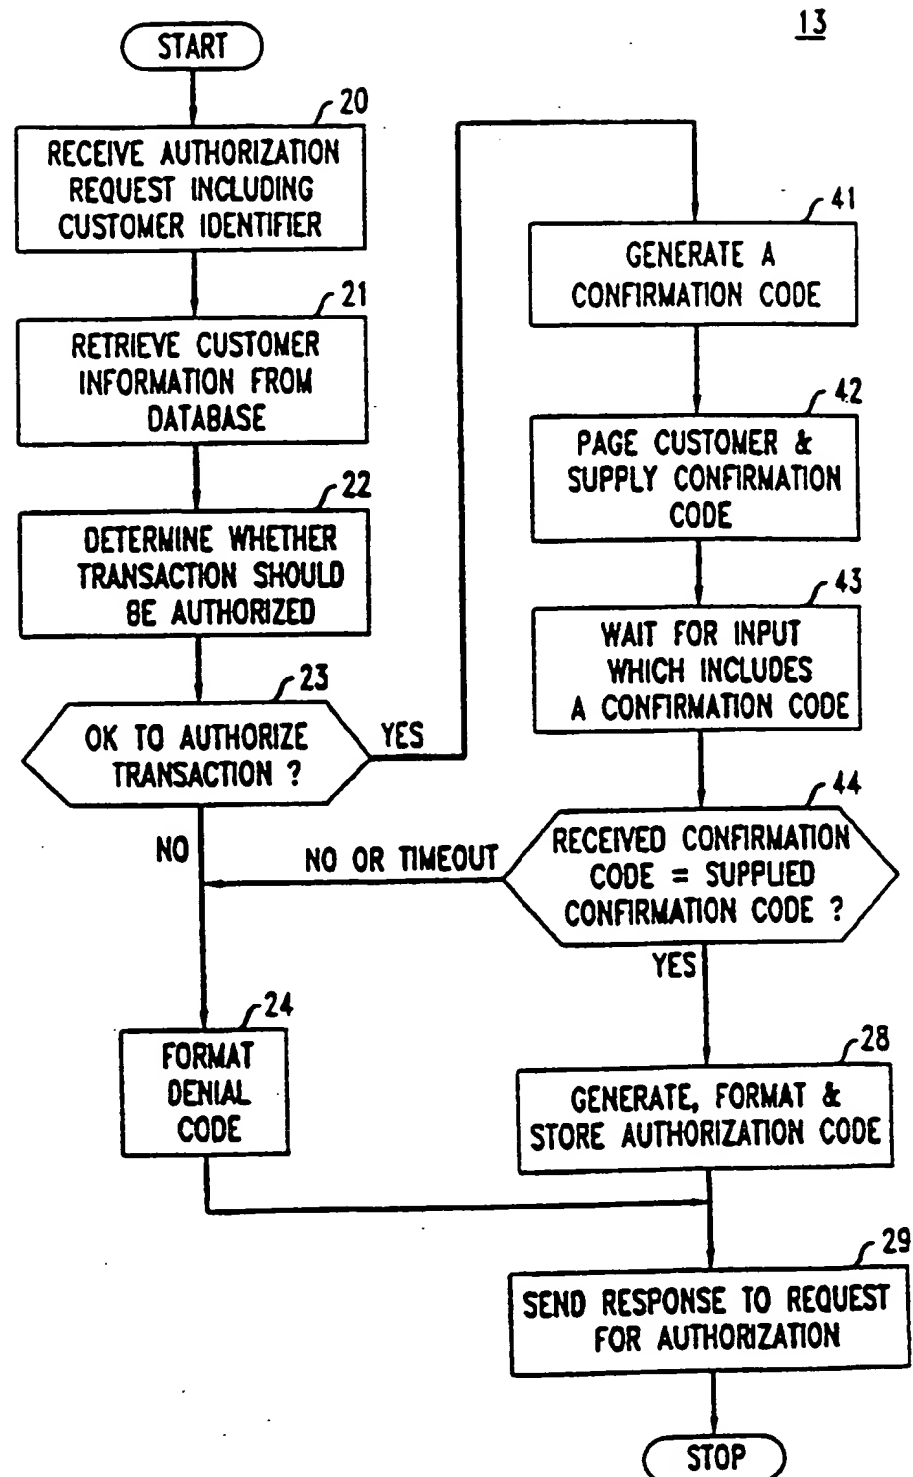 13
START
20
RECEIVE AUTHORIZATION
REQUEST INCLUDING
CUSTOMER IDENTIFIER
21
RETRIEVE CUSTOMER
INFORMATION FROM
DATABASE
22
DETERMINE WHETHER
TRANSACTION SHOULD
BE AUTHORIZED
23
OK TO AUTHORIZE
TRANSACTION ?
YES
NO
24
FORMAT
DENIAL
CODE
41
GENERATE A
CONFIRMATION CODE
42
PAGE CUSTOMER &
SUPPLY CONFIRMATION
CODE
43
WAIT FOR INPUT
WHICH INCLUDES
A CONFIRMATION CODE
44
RECEIVED CONFIRMATION
CODE = SUPPLIED
CONFIRMATION CODE ?
NO OR TIMEOUT
YES
28
GENERATE, FORMAT &
STORE AUTHORIZATION CODE
29
SEND RESPONSE TO REQUEST
FOR AUTHORIZATION
STOP